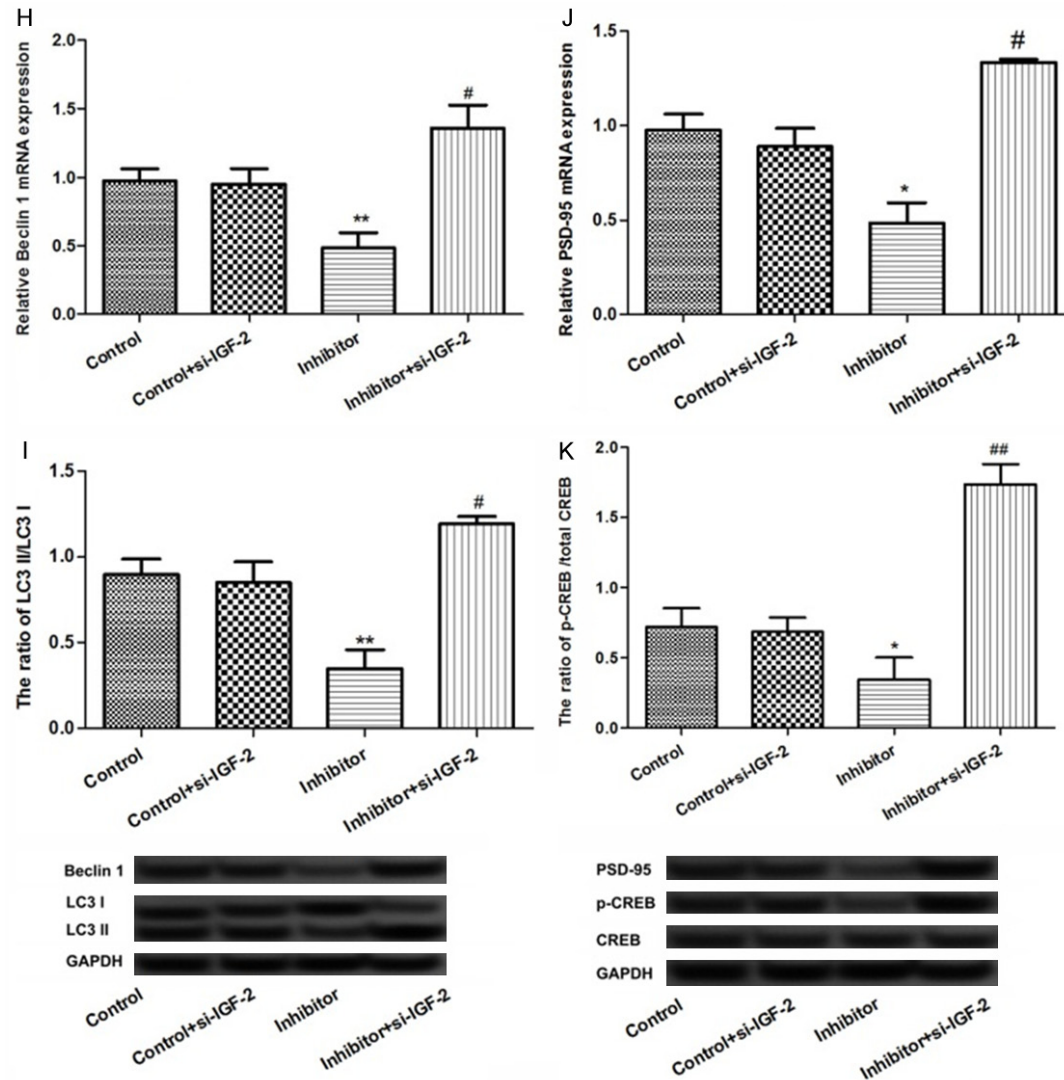 H
Relative Beclin 1 mRNA expression
2.0
1.5
1.0
0.5
0.0
**
#
Control
Control+si-IGF-2
Inhibitor
Inhibitor+si-IGF-2
J
Relative PSD-95 mRNA expression
1.5
1.0
0.5
0.0
*
#
Control
Control+si-IGF-2
Inhibitor
Inhibitor+si-IGF-2
I
The ratio of LC3 II/LC3 I
1.5
1.0
0.5
0.0
**
#
Control
Control+si-IGF-2
Inhibitor
Inhibitor+si-IGF-2
K
The ratio of p-CREB /total CREB
2.0
1.5
1.0
0.5
0.0
*
##
Control
Control+si-IGF-2
Inhibitor
Inhibitor+si-IGF-2
Beclin 1
LC3 I
LC3 II
GAPDH
Control
Control+si-IGF-2
Inhibitor
Inhibitor+si-IGF-2
PSD-95
p-CREB
CREB
GAPDH
Control
Control+si-IGF-2
Inhibitor
Inhibitor+si-IGF-2